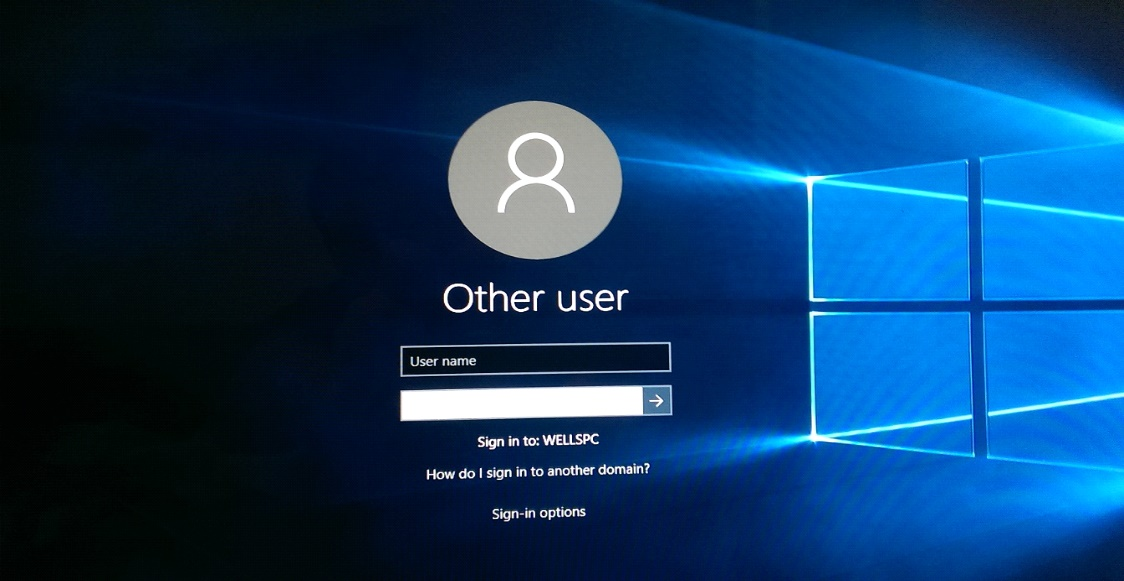 Other user
User name
Sign in to: WELLSPC
How do I sign in to another domain?
Sign-in options